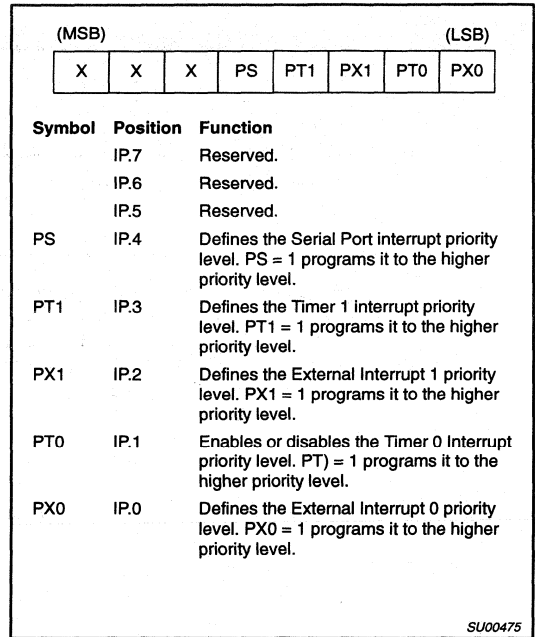 (MSB) (LSB)
X X X PS PT1 PX1 PT0 PX0
Symbol Position Function
IP.7 Reserved.
IP.6 Reserved.
IP.5 Reserved.
PS IP.4 Defines the Serial Port interrupt priority
level. PS = 1 programs it to the higher
priority level.
PT1 IP.3 Defines the Timer 1 interrupt priority
level. PT1 = 1 programs it to the higher
priority level.
PX1 IP.2 Defines the External Interrupt 1 priority
level. PX1 = 1 programs it to the higher
priority level.
PT0 IP.1 Enables or disables the Timer 0 Interrupt
priority level. PT) = 1 programs it to the
higher priority level.
PX0 IP.0 Defines the External Interrupt 0 priority
level. PX0 = 1 programs it to the higher
priority level.
SU00475